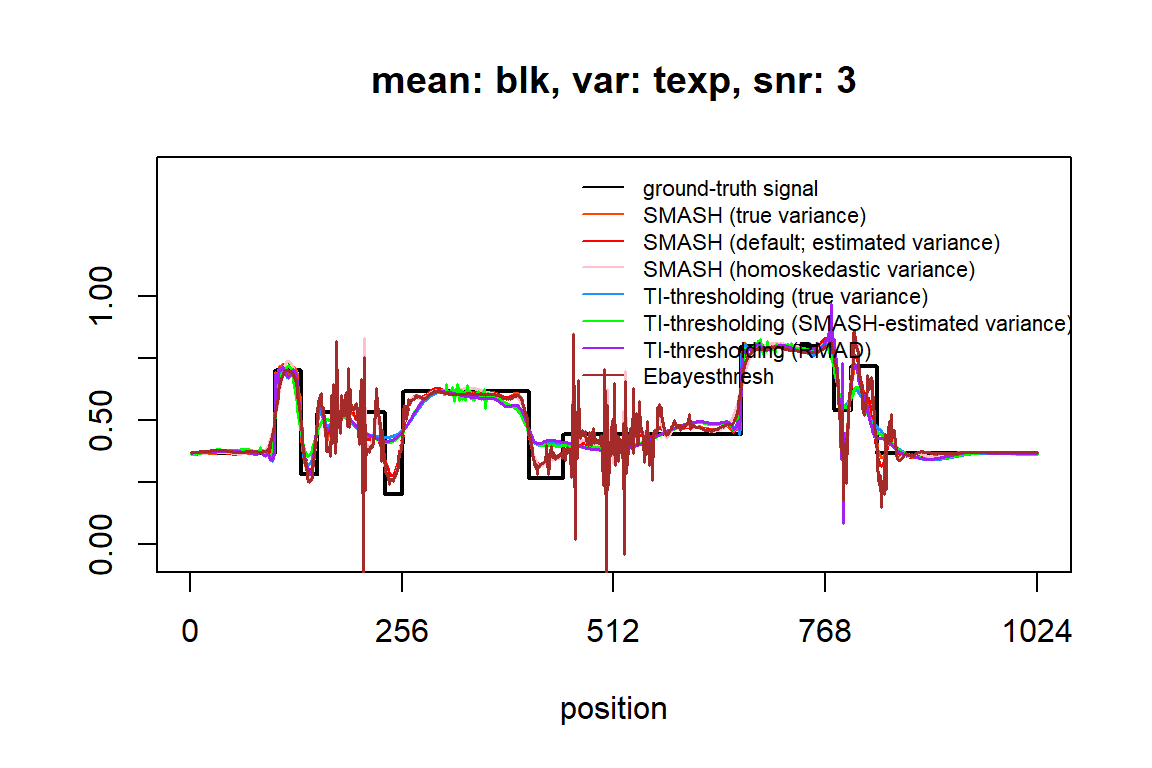 mean: blk, var: texp, snr: 3
ground-truth signal
SMASH (true variance)
SMASH (default; estimated variance)
SMASH (homoskedastic variance)
TI-thresholding (true variance)
TI-thresholding (SMASH-estimated variance)
TI-thresholding (RMAD)
Ebayesthresh
1.00
0.50
0.00
0 256 512 768 1024
position